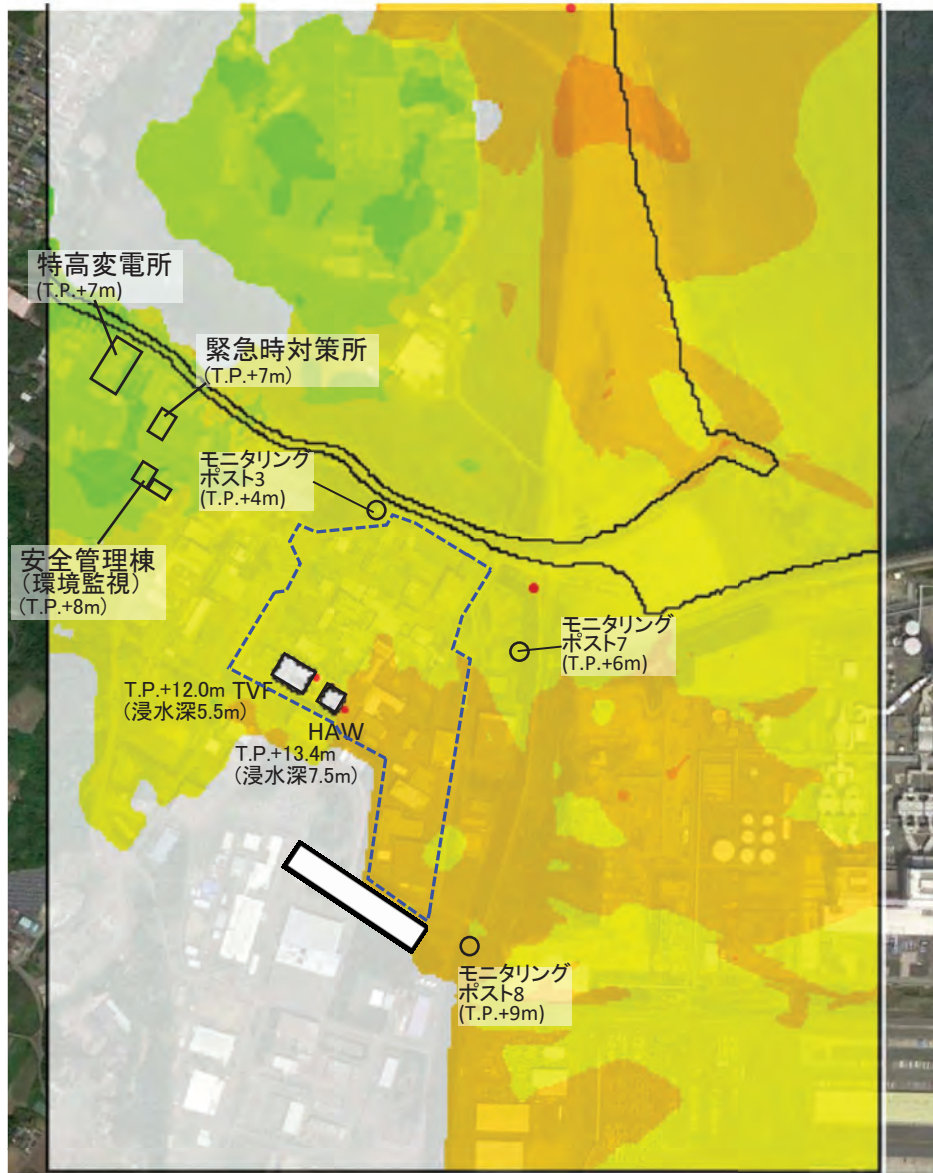 特高変電所
(T.P.+7m)
緊急時対策所
(T.P.+7m)
モニタリング
ポスト3
(T.P.+4m)
安全管理棟
（環境監視）
(T.P.+8m)
モニタリング
ポスト7
(T.P.+6m)
T.P.+12.0m TVF
（浸水深5.5m）
HAW
T.P.+13.4m
（浸水深7.5m）
モニタリング
ポスト8
(T.P.+9m)